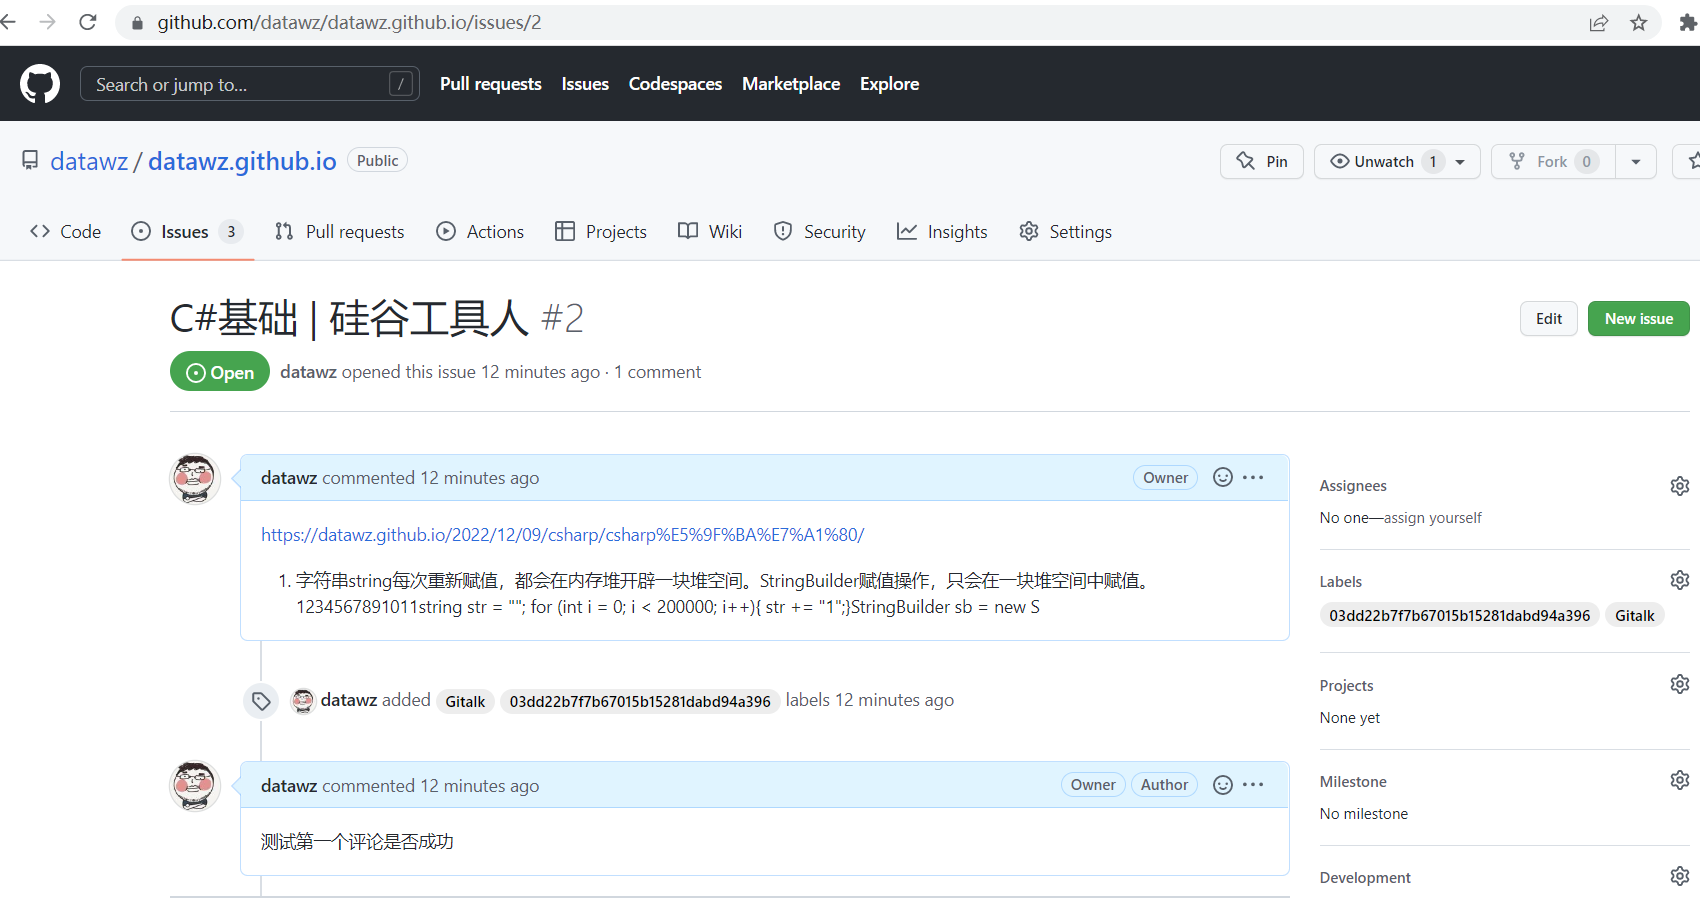 github.com/datawz/datawz.github.io/issues/2
Search or jump to... /
Pull requests Issues Codespaces Marketplace Explore
datawz / datawz.github.io Public
Pin Unwatch 1 Fork 0
Code Issues 3 Pull requests Actions Projects Wiki Security Insights Settings
C#基础 | 硅谷工具人 #2
Edit New issue
Open datawz opened this issue 12 minutes ago · 1 comment
datawz commented 12 minutes ago Owner
https://datawz.github.io/2022/12/09/csharp/csharp%E5%9F%BA%E7%A1%80/
1. 字符串string每次重新赋值，都会在内存堆开辟一块堆空间。StringBuilder赋值操作，只会在一块堆空间中赋值。
1234567891011string str = ""; for (int i = 0; i < 200000; i++){ str += "1";}StringBuilder sb = new S
datawz added Gitalk 03dd22b7f7b67015b15281dabd94a396 labels 12 minutes ago
datawz commented 12 minutes ago Owner Author
测试第一个评论是否成功
Assignees
No one—assign yourself
Labels
03dd22b7f7b67015b15281dabd94a396 Gitalk
Projects
None yet
Milestone
No milestone
Development